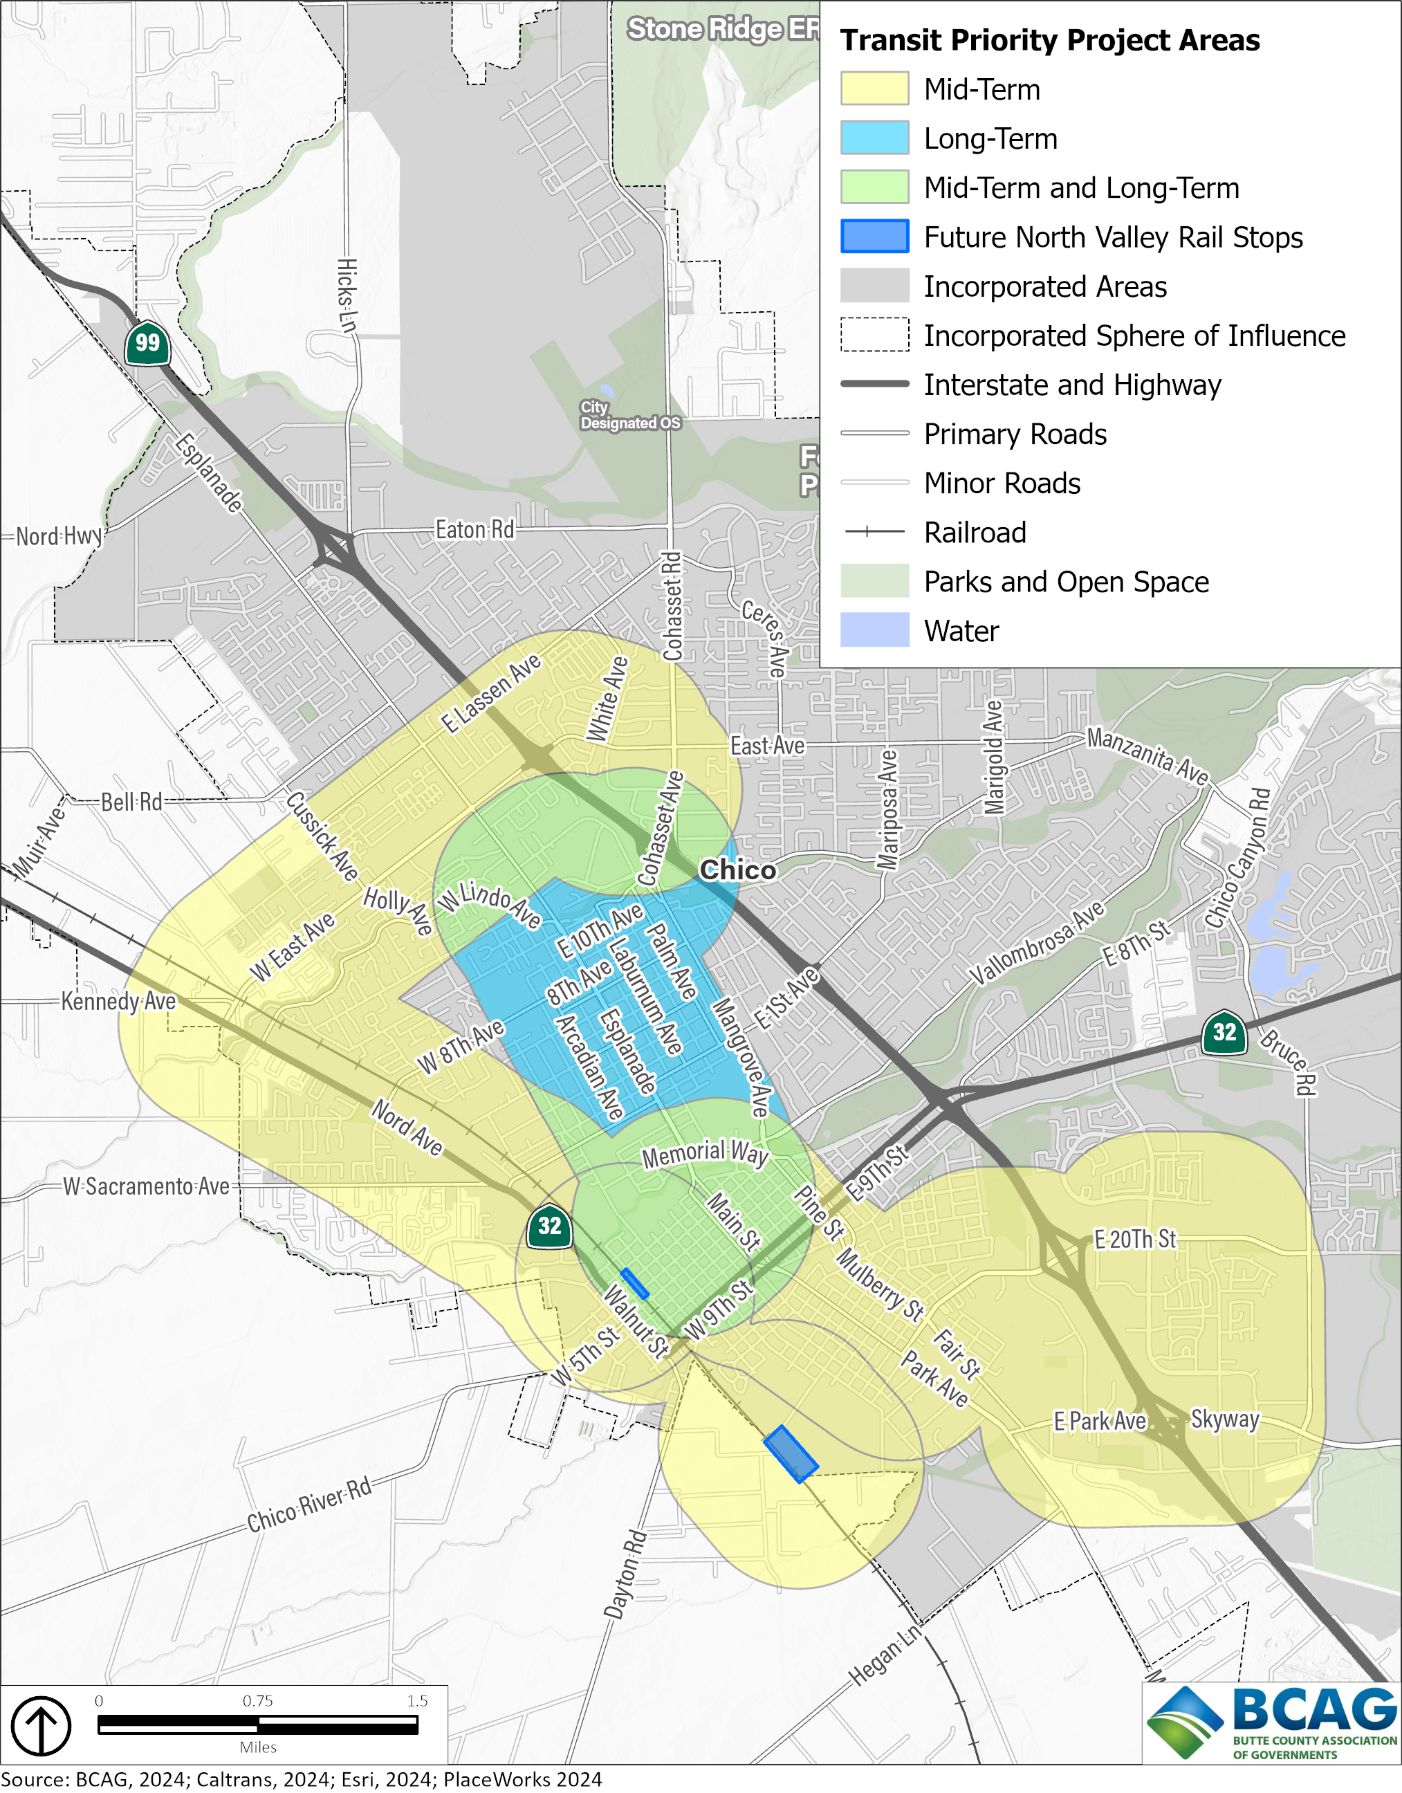 Stone Ridge ER
Transit Priority Project Areas
Mid-Term
Long-Term
Mid-Term and Long-Term
Future North Valley Rail Stops
Incorporated Areas
Incorporated Sphere of Influence
Interstate and Highway
Primary Roads
Minor Roads
Railroad
Parks and Open Space
Water
Hicks Ln
99
City
Designated OS
Esplanade
Nord Hwy
Eaton Rd
Cohasset Rd
Ceres Ave
E Lassen Ave
White Ave
East Ave
Marigold Ave
Manzanita Ave
Mariposa Ave
Bell Rd
Muir Ave
Cussick Ave
Cohasset Ave
Chico
Chico Canyon Rd
Holly Ave
W Lindo Ave
W East Ave
E 10Th Ave
Palm Ave
Laburnum Ave
8Th Ave
Vallombrosa Ave
E 8Th St
Kennedy Ave
E 1St Ave
Mangrove Ave
Esplanade
Arcadian Ave
W 8Th Ave
32
Bruce Rd
Nord Ave
Memorial Way
E 9Th St
W Sacramento Ave
32
Main St
Pine St
E 20Th St
Mulberry St
Walnut St
W 9Th St
W 5Th St
Fair St
Park Ave
E Park Ave
Skyway
Chico River Rd
Dayton Rd
Hegan Ln
0 0.75 1.5
Miles
BCAG
BUTTE COUNTY ASSOCIATION
OF GOVERNMENTS
Source: BCAG, 2024; Caltrans, 2024; Esri, 2024; PlaceWorks 2024